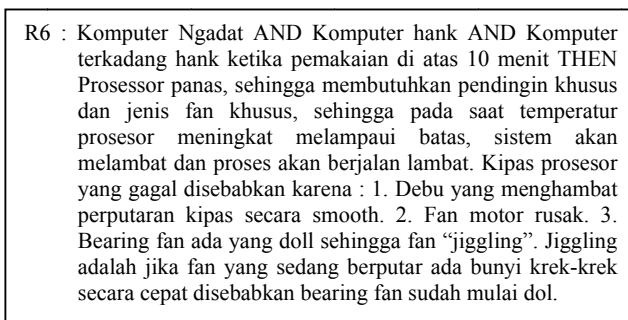 R6 : Komputer Ngadat AND Komputer hank AND Komputer
terkadang hank ketika pemakaian di atas 10 menit THEN
Prosessor panas, sehingga membutuhkan pendingin khusus
dan jenis fan khusus, sehingga pada saat temperatur
prosesor meningkat melampaui batas, sistem akan
melambat dan proses akan berjalan lambat. Kipas prosesor
yang gagal disebabkan karena : 1. Debu yang menghambat
perputaran kipas secara smooth. 2. Fan motor rusak. 3.
Bearing fan ada yang doll sehingga fan “jiggling”. Jiggling
adalah jika fan yang sedang berputar ada bunyi krek-krek
secara cepat disebabkan bearing fan sudah mulai dol.